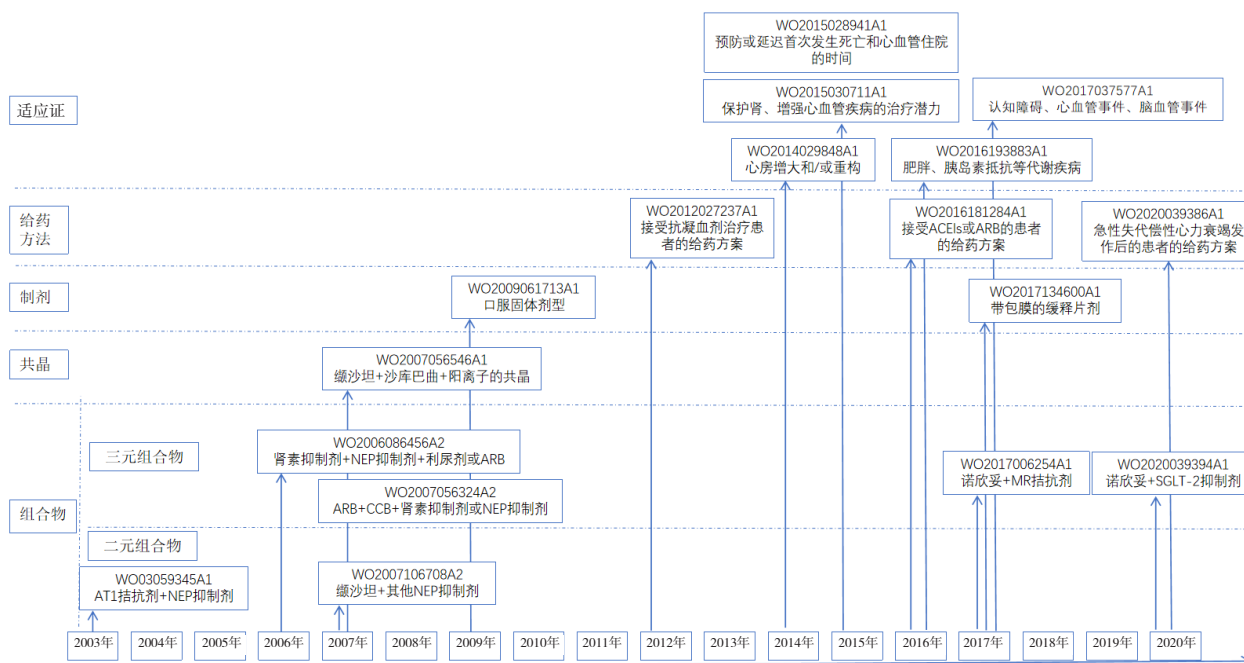 WO2015028941A1
预防或延迟首次发生死亡和心血管住院
的时间
适应证
WO2015030711A1
保护肾、增强心血管疾病的治疗潜力
WO2017037577A1
认知障碍、心血管事件、脑血管事件
WO2014029848A1
心房增大和/或重构
WO2016193883A1
肥胖、胰岛素抵抗等代谢疾病
给药
方法
WO2012027237A1
接受抗凝血剂治疗患
者的给药方案
WO2016181284A1
接受ACEIs或ARB的患者
的给药方案
WO2020039386A1
急性失代偿性心力衰竭发
作后的患者的给药方案
制剂
WO2009061713A1
口服固体剂型
WO2017134600A1
带包膜的缓释片剂
共晶
WO2007056546A1
缬沙坦+沙库巴曲+阳离子的共晶
组合物
三元组合物
WO2006086456A2
肾素抑制剂+NEP抑制剂+利尿剂或ARB
WO2017006254A1
诺欣妥+MR拮抗剂
WO2020039394A1
诺欣妥+SGLT-2抑制剂
WO2007056324A2
ARB+CCB+肾素抑制剂或NEP抑制剂
二元组合物
WO03059345A1
AT1拮抗剂+NEP抑制剂
WO2007106708A2
缬沙坦+其他NEP抑制剂
2003年 2004年 2005年 2006年 2007年 2008年 2009年 2010年 2011年 2012年 2013年 2014年 2015年 2016年 2017年 2018年 2019年 2020年